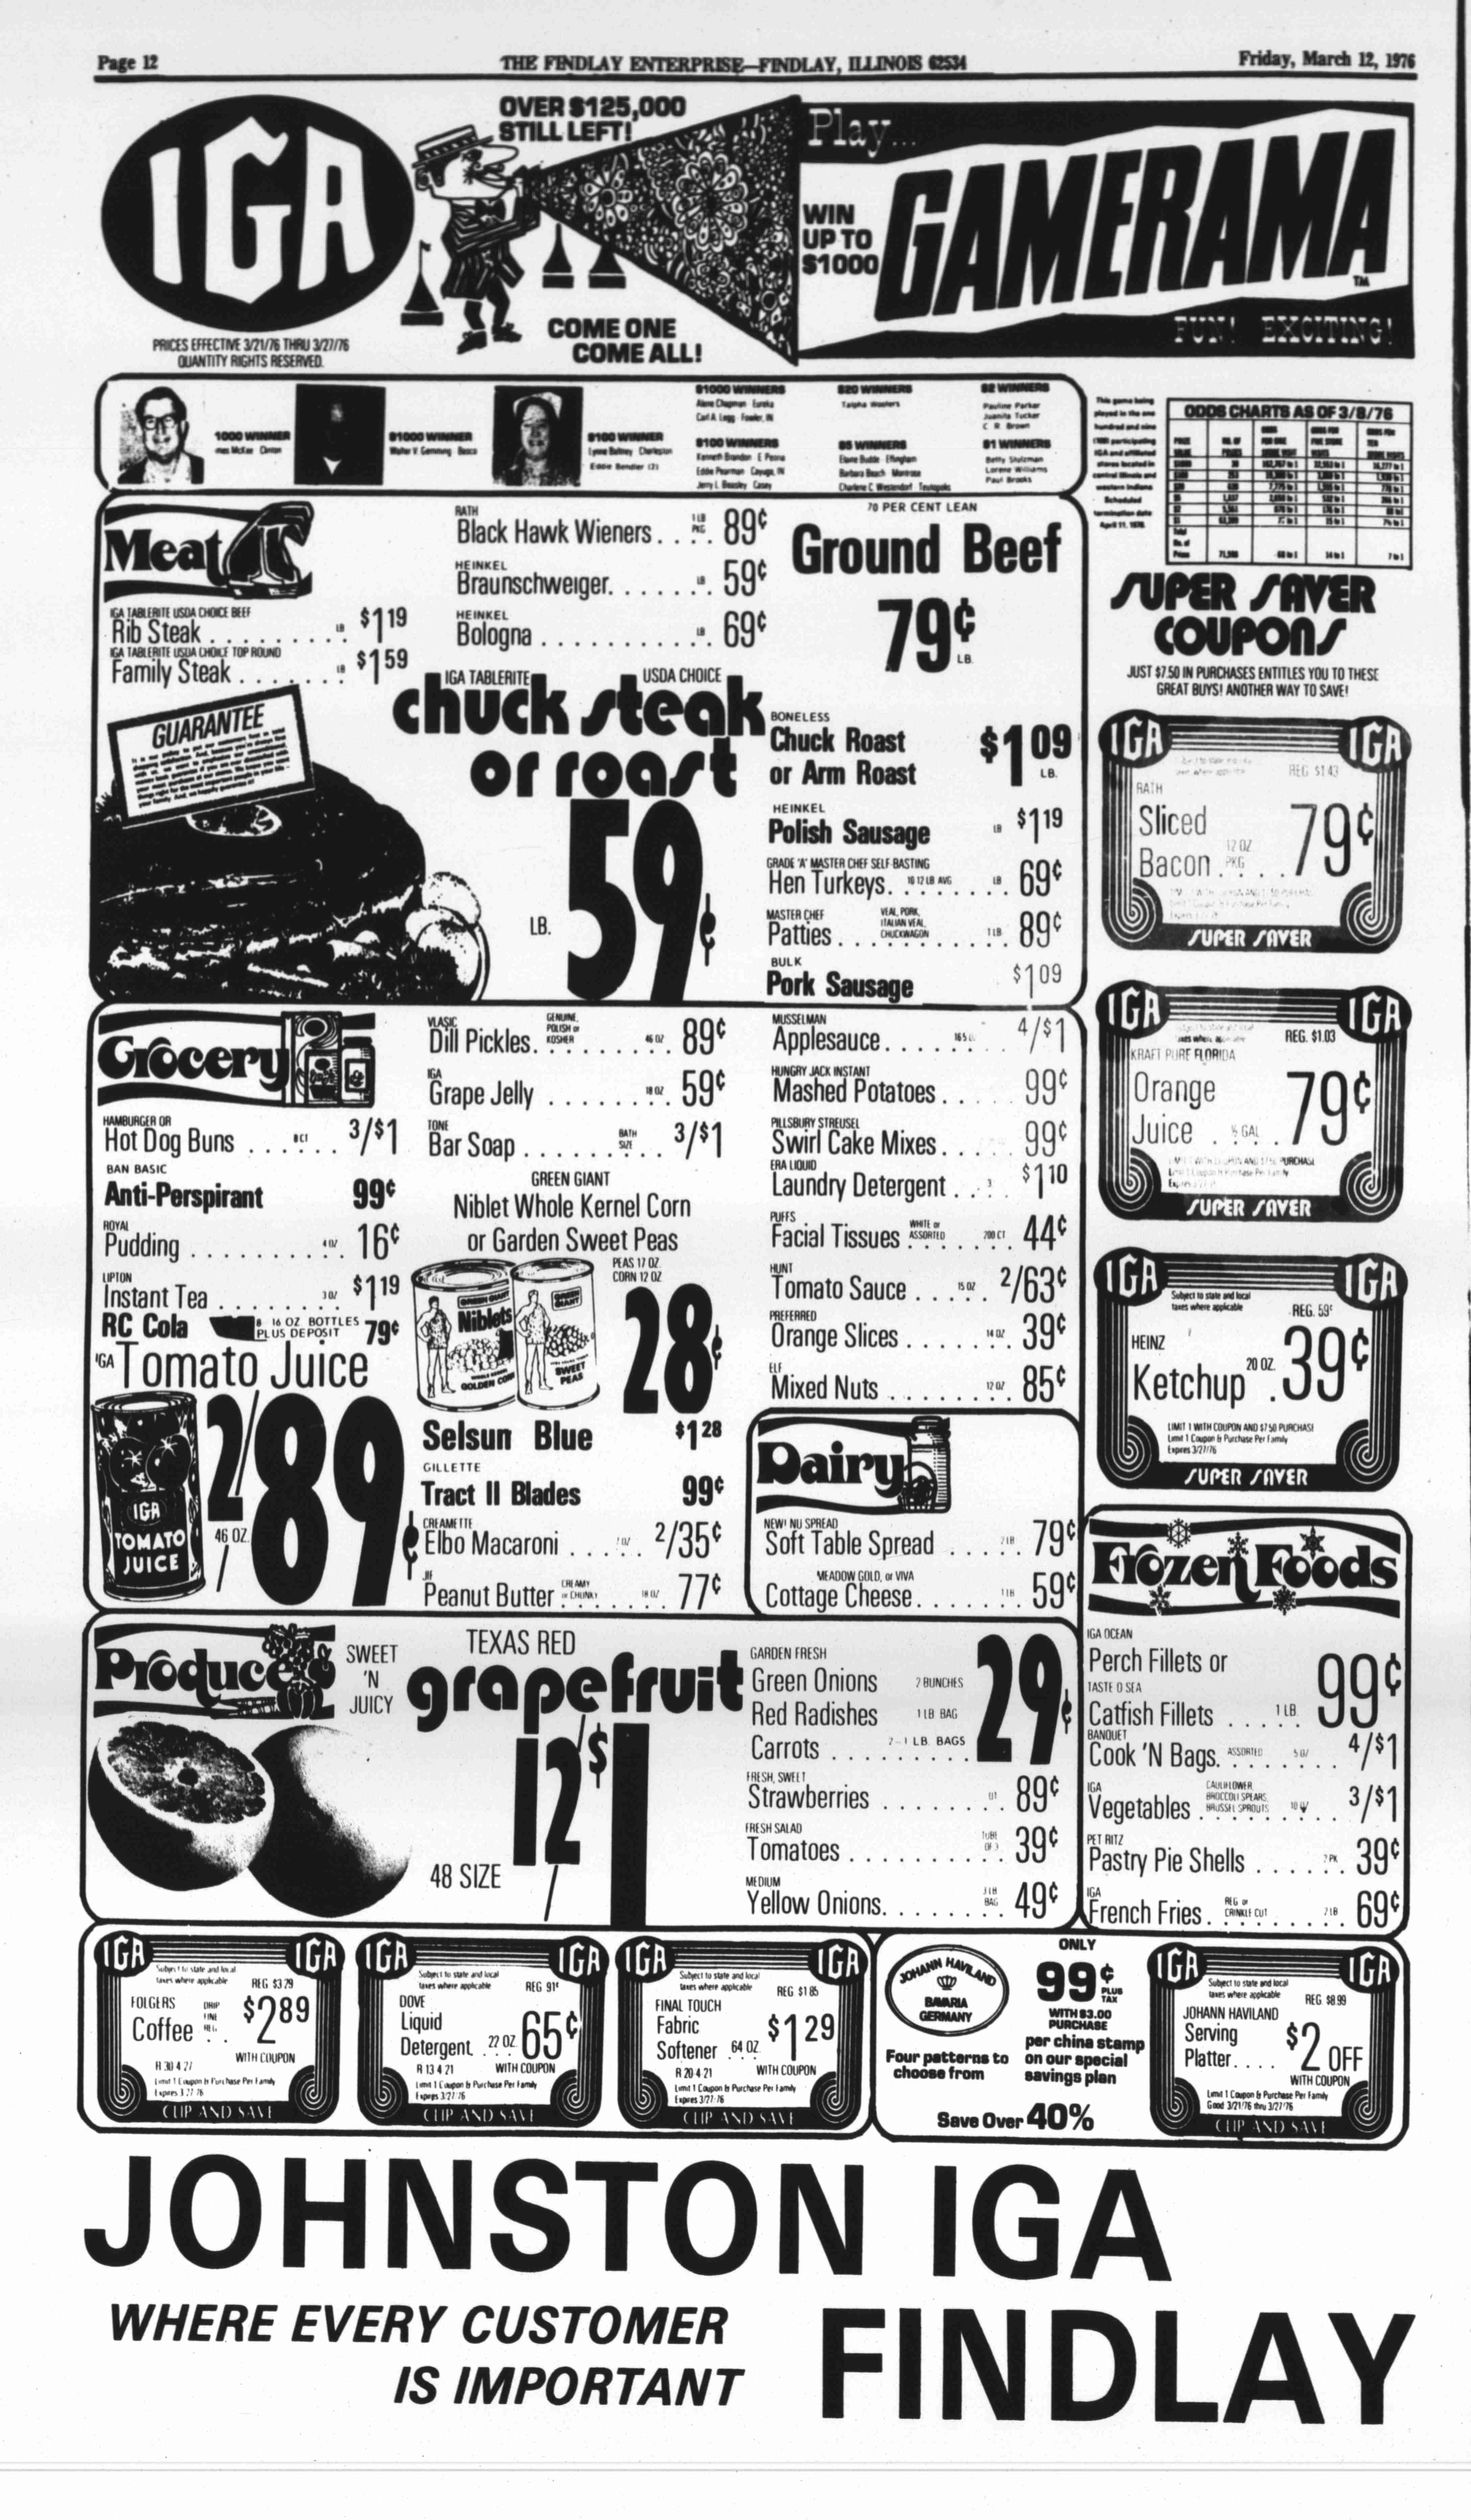 Page 12
THE FINDLAY ENTERPRISE—FINDLAY, ILLINOIS 62534
Friday, March 12, 1976
IGA
OVER $125,000
STILL LEFT!
COME ONE
COME ALL!
Play...
WIN
UP TO
$1000
GAMERAMA
TM
FUN! EXCITING!
PRICES EFFECTIVE 3/21/76 THRU 3/27/76
QUANTITY RIGHTS RESERVED.
1000 WINNER
$1000 WINNER
$100 WINNER
Eddie Bendler (2)
$1000 WINNERS
$100 WINNERS
$20 WINNERS
$5 WINNERS
$2 WINNERS
Pauline Parker
Juanita Tucker
C. R. Brown
$1 WINNERS
Betty Stutzman
Lorene Williams
Paul Brooks
ODDS CHARTS AS OF 3/8/76
Meat
IGA TABLERITE USDA CHOICE BEEF
Rib Steak . . . . . . . . . LB $1 19
IGA TABLERITE USDA CHOICE TOP ROUND
Family Steak . . . . . . . LB $1 59
RATH
Black Hawk Wieners . . . 1 LB PKG 89¢
HEINKEL
Braunschweiger. . . . . . . LB 59¢
HEINKEL
Bologna . . . . . . . . . . . LB 69¢
70 PER CENT LEAN
Ground Beef
79¢
LB.
GUARANTEE
IGA TABLERITE USDA CHOICE
chuck steak
or roast
LB. 59¢
BONELESS
Chuck Roast
or Arm Roast
$1 09
LB.
HEINKEL
Polish Sausage LB $1 19
GRADE 'A' MASTER CHEF SELF-BASTING
Hen Turkeys. 10 12 LB AVG LB 69¢
MASTER CHEF
Patties VEAL, PORK, ITALIAN VEAL, CHUCKWAGON 1 LB 89¢
BULK
Pork Sausage $1 09
SUPER SAVER
COUPONS
JUST $7.50 IN PURCHASES ENTITLES YOU TO THESE
GREAT BUYS! ANOTHER WAY TO SAVE!
IGA IGA
REG $1.43
RATH
Sliced
Bacon 12 OZ PKG 79¢
SUPER SAVER
IGA IGA
REG. $1.03
KRAFT PURE FLORIDA
Orange
Juice ½ GAL 79¢
SUPER SAVER
IGA IGA
Subject to state and local
taxes where applicable
REG. 59¢
HEINZ
Ketchup 20 OZ. 39¢
LIMIT 1 WITH COUPON AND $7.50 PURCHASE
Limit 1 Coupon & Purchase Per Family
Expires 3/27/76
SUPER SAVER
Grocery
HAMBURGER OR
Hot Dog Buns 8 CT 3/$1
BAN BASIC
Anti-Perspirant 99¢
ROYAL
Pudding 4 OZ 16¢
LIPTON
Instant Tea 3 OZ $1 19
RC Cola 8 16 OZ. BOTTLES
PLUS DEPOSIT 79¢
IGA Tomato Juice
IGA
TOMATO
JUICE
46 OZ. 2/89¢
VLASIC
Dill Pickles GENUINE, POLISH or KOSHER 46 OZ 89¢
IGA
Grape Jelly 18 OZ. 59¢
TONE
Bar Soap BATH SIZE 3/$1
GREEN GIANT
Niblet Whole Kernel Corn
or Garden Sweet Peas
PEAS 17 OZ.
CORN 12 OZ
Niblets
GREEN GIANT
GOLDEN CORN
SWEET
PEAS
28¢
Selsun Blue $1 28
GILLETTE
Tract II Blades 99¢
CREAMETTE
Elbo Macaroni 7 OZ 2/35¢
JIF
Peanut Butter CREAMY or CHUNKY 18 OZ 77¢
MUSSELMAN
Applesauce 4/$1
HUNGRY JACK INSTANT
Mashed Potatoes 99¢
PILLSBURY STREUSEL
Swirl Cake Mixes 99¢
ERA LIQUID
Laundry Detergent $1 10
PUFFS
Facial Tissues WHITE or ASSORTED 200 CT 44¢
HUNT
Tomato Sauce 15 OZ 2/63¢
PREFERRED
Orange Slices 14 OZ 39¢
ELF
Mixed Nuts 12 OZ 85¢
Dairy
NEW! NU SPREAD
Soft Table Spread 2 LB 79¢
MEADOW GOLD, or VIVA
Cottage Cheese 1 LB 59¢
Frozen Foods
IGA OCEAN
Perch Fillets or
TASTE O SEA
Catfish Fillets 1 LB. 99¢
BANQUET
Cook 'N Bags. ASSORTED 5 OZ 4/$1
IGA
Vegetables CAULIFLOWER, BROCCOLI SPEARS, BRUSSEL SPROUTS 10 OZ 3/$1
PET RITZ
Pastry Pie Shells 2 PK 39¢
IGA
French Fries REG or CRINKLE CUT 2 LB 69¢
Produce
SWEET
'N
JUICY
TEXAS RED
grapefruit
48 SIZE
12/$1
GARDEN FRESH
Green Onions 2 BUNCHES
Red Radishes 1 LB BAG
Carrots 2-1 LB. BAGS
29¢
FRESH, SWEET
Strawberries QT 89¢
FRESH SALAD
Tomatoes TUBE OF 3 39¢
MEDIUM
Yellow Onions 3 LB BAG 49¢
IGA IGA
Subject to state and local
taxes where applicable REG $3.79
FOLGERS
Coffee DRIP FINE REG. $2 89
WITH COUPON
R 30 4 27
Limit 1 Coupon & Purchase Per Family
Expires 3 27 76
CLIP AND SAVE
IGA IGA
Subject to state and local
taxes where applicable REG 91¢
DOVE
Liquid
Detergent 22 OZ. 65¢
R 13 4 21 WITH COUPON
Limit 1 Coupon & Purchase Per Family
Expires 3/27/76
CLIP AND SAVE
IGA IGA
Subject to state and local
taxes where applicable REG $1.85
FINAL TOUCH
Fabric
Softener 64 OZ $1 29
R 20 4 21 WITH COUPON
Limit 1 Coupon & Purchase Per Family
Expires 3/27/76
CLIP AND SAVE
JOHANN HAVILAND
BAVARIA
GERMANY
ONLY
99¢ PLUS TAX
WITH $3.00
PURCHASE
per china stamp
on our special
savings plan
Four patterns to
choose from
Save Over 40%
IGA IGA
Subject to state and local
taxes where applicable REG $8.99
JOHANN HAVILAND
Serving
Platter. . . . $2 OFF
WITH COUPON
Limit 1 Coupon & Purchase Per Family
Good 3/21/76 thru 3/27/76
CLIP AND SAVE
JOHNSTON IGA
WHERE EVERY CUSTOMER
IS IMPORTANT
FINDLAY